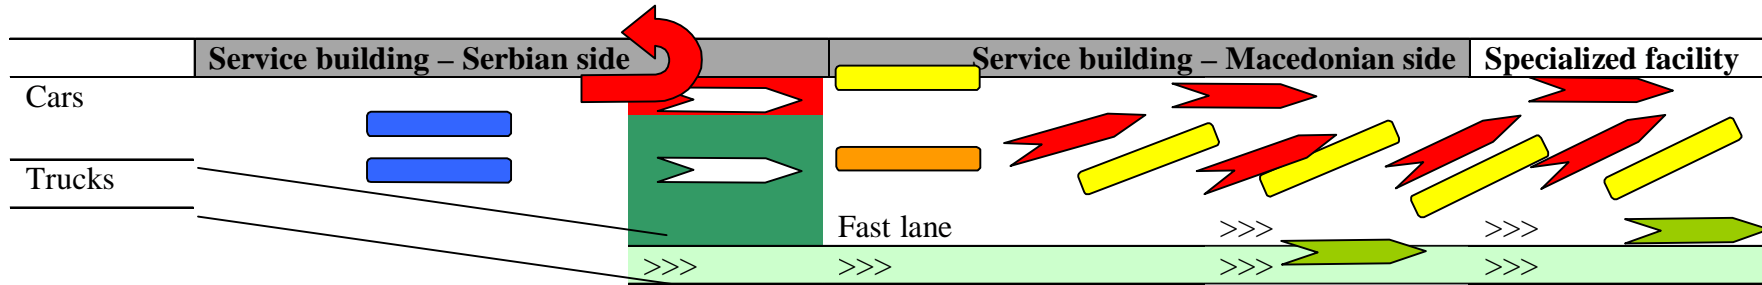 Service building – Serbian side
Service building – Macedonian side
Specialized facility
Cars
Trucks
Fast lane
>>>
>>>
>>>
>>>
>>>
>>>